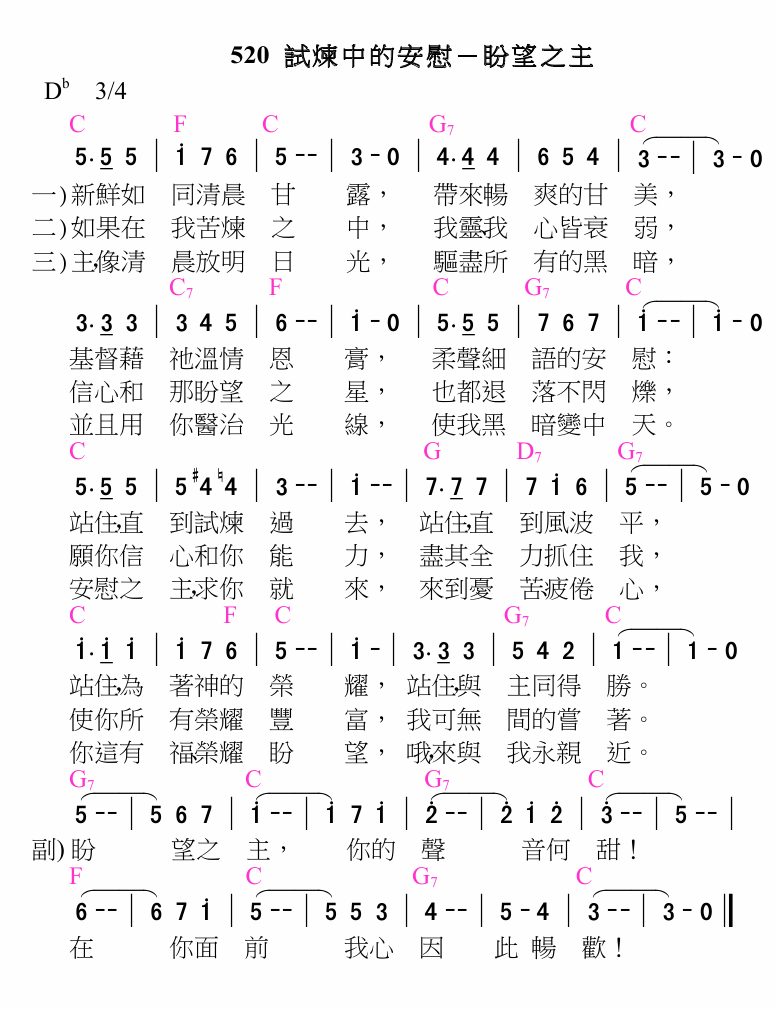 520 試煉中的安慰－盼望之主
Dᵇ 3/4
C F C G7 C
5·5 5 | i 7 6 | 5 -- | 3 - 0 | 4·4 4 | 6 5 4 | 3 -- | 3 - 0
一)新鮮如 同清晨 甘 露， 帶來暢 爽的甘 美，
二)如果在 我苦煉 之 中， 我靈,我 心皆衰 弱，
三)主,像清 晨放明 日 光， 驅盡所 有的黑 暗，
C7 F C G7 C
3·3 3 | 3 4 5 | 6 -- | i - 0 | 5·5 5 | 7 6 7 | i -- | i - 0
基督藉 祂溫情 恩 膏， 柔聲細 語的安 慰：
信心和 那盼望 之 星， 也都退 落不閃 爍，
並且用 你醫治 光 線， 使我黑 暗變中 天。
C G D7 G7
5·5 5 | 5 #4 ♮4 | 3 -- | i -- | 7·7 7 | 7 i 6 | 5 -- | 5 - 0
站住,直 到試煉 過 去， 站住,直 到風波 平，
願你信 心和你 能 力， 盡其全 力抓住 我，
安慰之 主,求你 就 來， 來到憂 苦,疲倦 心，
C F C G7 C
i·i i | i 7 6 | 5 -- | i - | 3·3 3 | 5 4 2 | 1 -- | 1 - 0
站住,為 著神的 榮 耀， 站住,與 主同得 勝。
使你所 有榮耀 豐 富， 我可無 間的嘗 著。
你這有 福,榮耀 盼 望， 哦,來與 我永親 近。
G7 C G7 C
5 -- | 5 6 7 | i -- | i 7 i | 2̇ -- | 2̇ i 2̇ | 3̇ -- | 5 -- |
副)盼 望之 主， 你的 聲 音何 甜！
F C G7 C
6 -- | 6 7 i | 5 -- | 5 5 3 | 4 -- | 5 - 4 | 3 -- | 3 - 0 ‖
在 你面 前 我心 因 此 暢 歡！